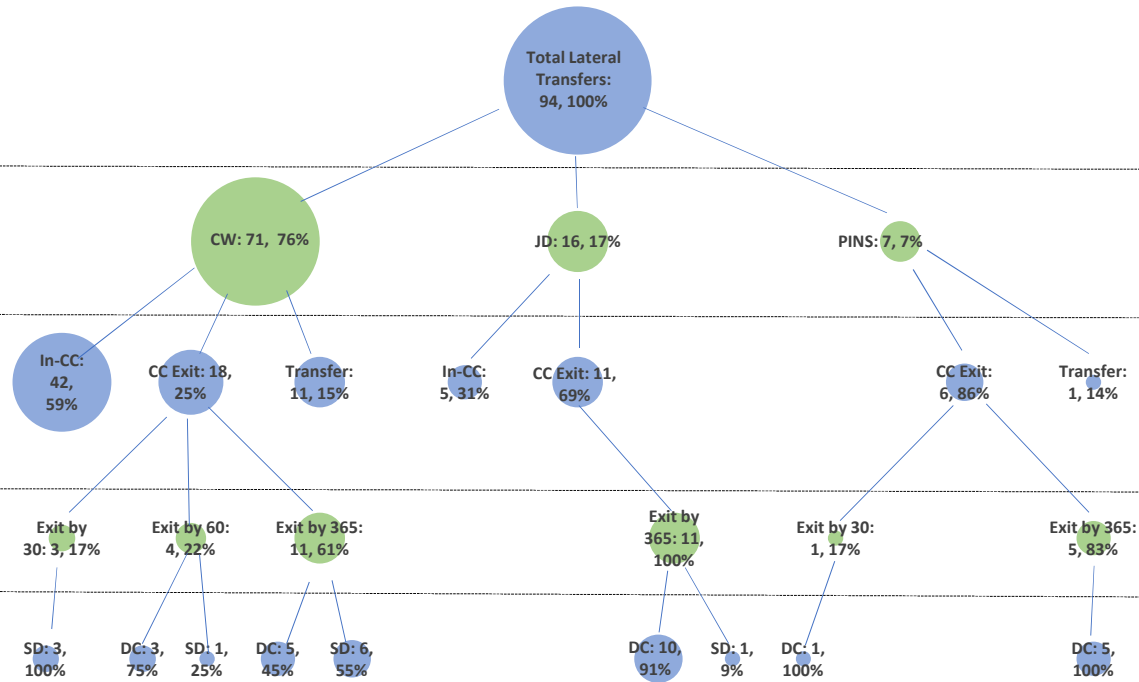 Total Lateral
Transfers:
94, 100%
CW: 71, 76%
JD: 16, 17%
PINS: 7, 7%
In-CC:
42,
59%
CC Exit: 18,
25%
Transfer:
11, 15%
In-CC:
5, 31%
CC Exit: 11,
69%
CC Exit:
6, 86%
Transfer:
1, 14%
Exit by
30: 3, 17%
Exit by 60:
4, 22%
Exit by 365:
11, 61%
Exit by
365: 11,
100%
Exit by 30:
1, 17%
Exit by 365:
5, 83%
SD: 3,
100%
DC: 3,
75%
SD: 1,
25%
DC: 5,
45%
SD: 6,
55%
DC: 10,
91%
SD: 1,
9%
DC: 1,
100%
DC: 5,
100%